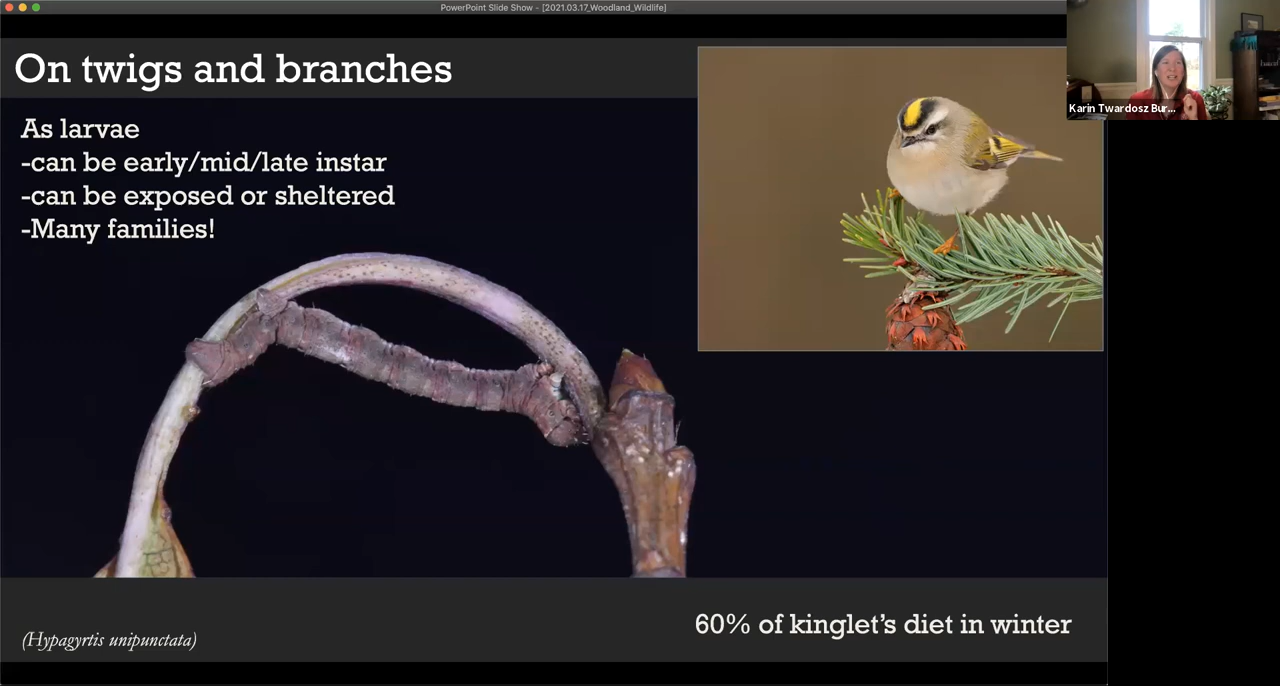 PowerPoint Slide Show - [2021.03.17_Woodland_Wildlife]
On twigs and branches
As larvae
-can be early/mid/late instar
-can be exposed or sheltered
-Many families!
Karin Twardosz Bur...
(Hypagyrtis unipunctata)
60% of kinglet's diet in winter